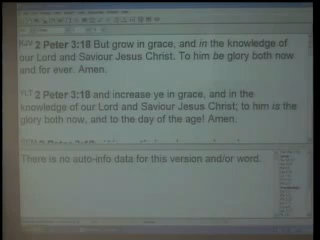 KJV 2 Peter 3:18 But grow in grace, and in the knowledge of
our Lord and Saviour Jesus Christ. To him be glory both now
and for ever. Amen.
YLT 2 Peter 3:18 and increase ye in grace, and in the
knowledge of our Lord and Saviour Jesus Christ; to him is the
glory both now, and to the day of the age! Amen.
There is no auto-info data for this version and/or word.